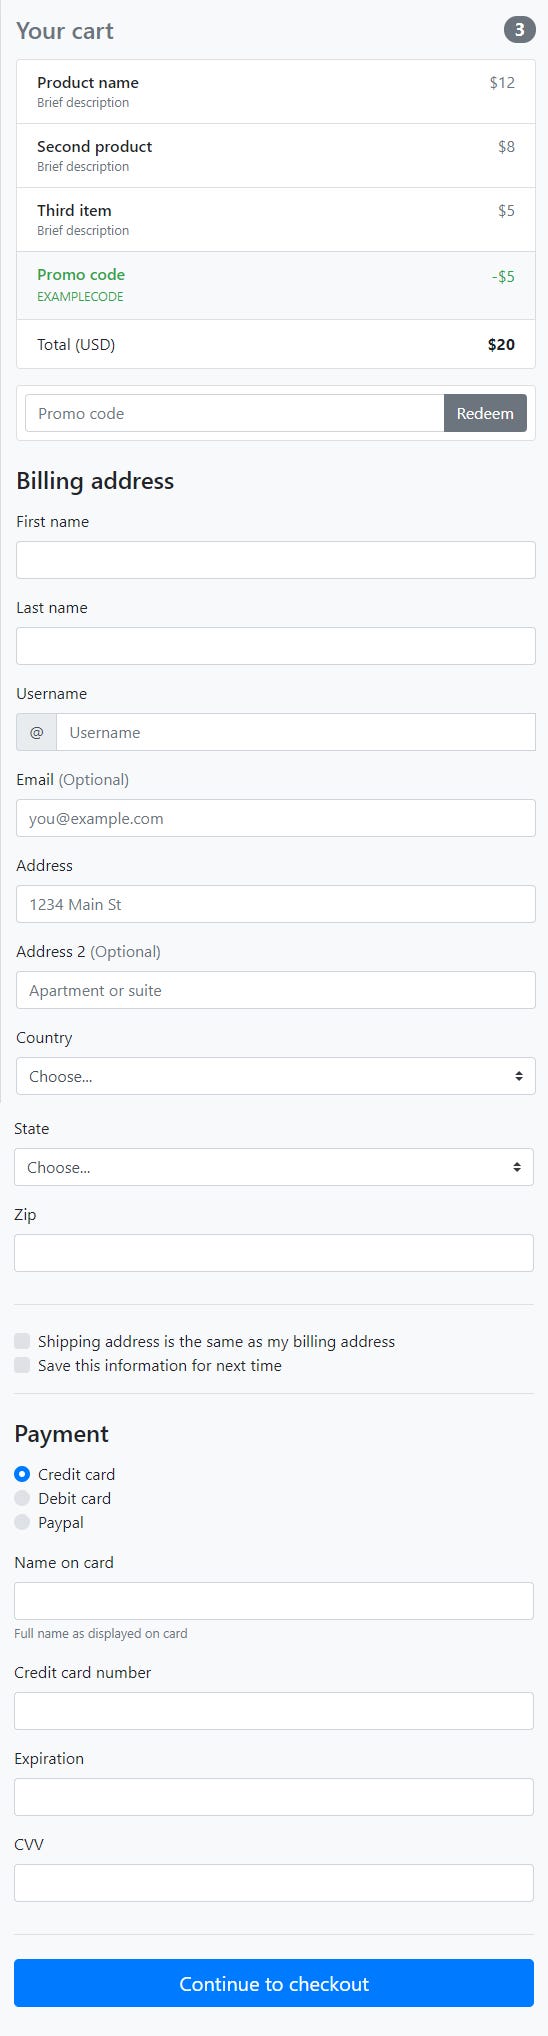 Your cart 3
Product name $12
Brief description
Second product $8
Brief description
Third item $5
Brief description
Promo code -$5
EXAMPLECODE
Total (USD) $20
Promo code Redeem
Billing address
First name
Last name
Username
@ Username
Email (Optional)
you@example.com
Address
1234 Main St
Address 2 (Optional)
Apartment or suite
Country
Choose...
State
Choose...
Zip
Shipping address is the same as my billing address
Save this information for next time
Payment
Credit card
Debit card
Paypal
Name on card
Full name as displayed on card
Credit card number
Expiration
CVV
Continue to checkout